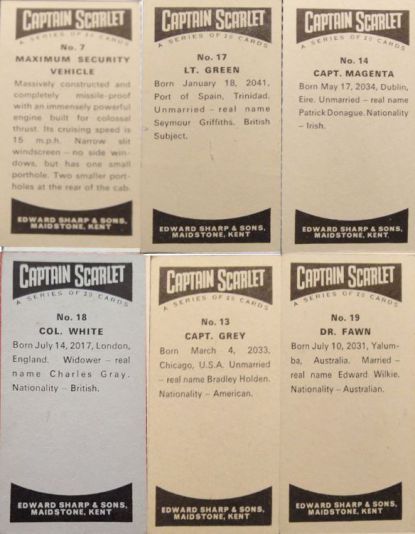 CAPTAIN SCARLET
A SERIES OF 25 CARDS
No. 7
MAXIMUM SECURITY
VEHICLE
Massively constructed and
completely missile-proof
with an immensely powerful
engine built for colossal
thrust. Its cruising speed is
15 m.p.h. Narrow slit
windscreen – no side win-
dows, but has one small
porthole. Two smaller port-
holes at the rear of the cab.
EDWARD SHARP & SONS,
MAIDSTONE, KENT
CAPTAIN SCARLET
A SERIES OF 25 CARDS
No. 17
LT. GREEN
Born January 18, 2041,
Port of Spain, Trinidad.
Unmarried – real name
Seymour Griffiths. British
Subject.
EDWARD SHARP & SONS,
MAIDSTONE, KENT
CAPTAIN SCARLET
A SERIES OF 25 CARDS
No. 14
CAPT. MAGENTA
Born May 17, 2034, Dublin,
Eire. Unmarried – real name
Patrick Donague. Nationality
– Irish.
EDWARD SHARP & SONS,
MAIDSTONE, KENT.
CAPTAIN SCARLET
A SERIES OF 25 CARDS
No. 18
COL. WHITE
Born July 14, 2017, London,
England. Widower – real
name Charles Gray.
Nationality – British.
EDWARD SHARP & SONS,
MAIDSTONE, KENT
CAPTAIN SCARLET
A SERIES OF 25 CARDS
No. 13
CAPT. GREY
Born March 4, 2033,
Chicago, U.S.A. Unmarried
– real name Bradley Holden.
Nationality – American.
EDWARD SHARP & SONS,
MAIDSTONE, KENT
CAPTAIN SCARLET
A SERIES OF 25 CARDS
No. 19
DR. FAWN
Born July 10, 2031, Yalum-
ba, Australia. Married –
real name Edward Wilkie.
Nationality – Australian.
EDWARD SHARP & SONS,
MAIDSTONE, KENT